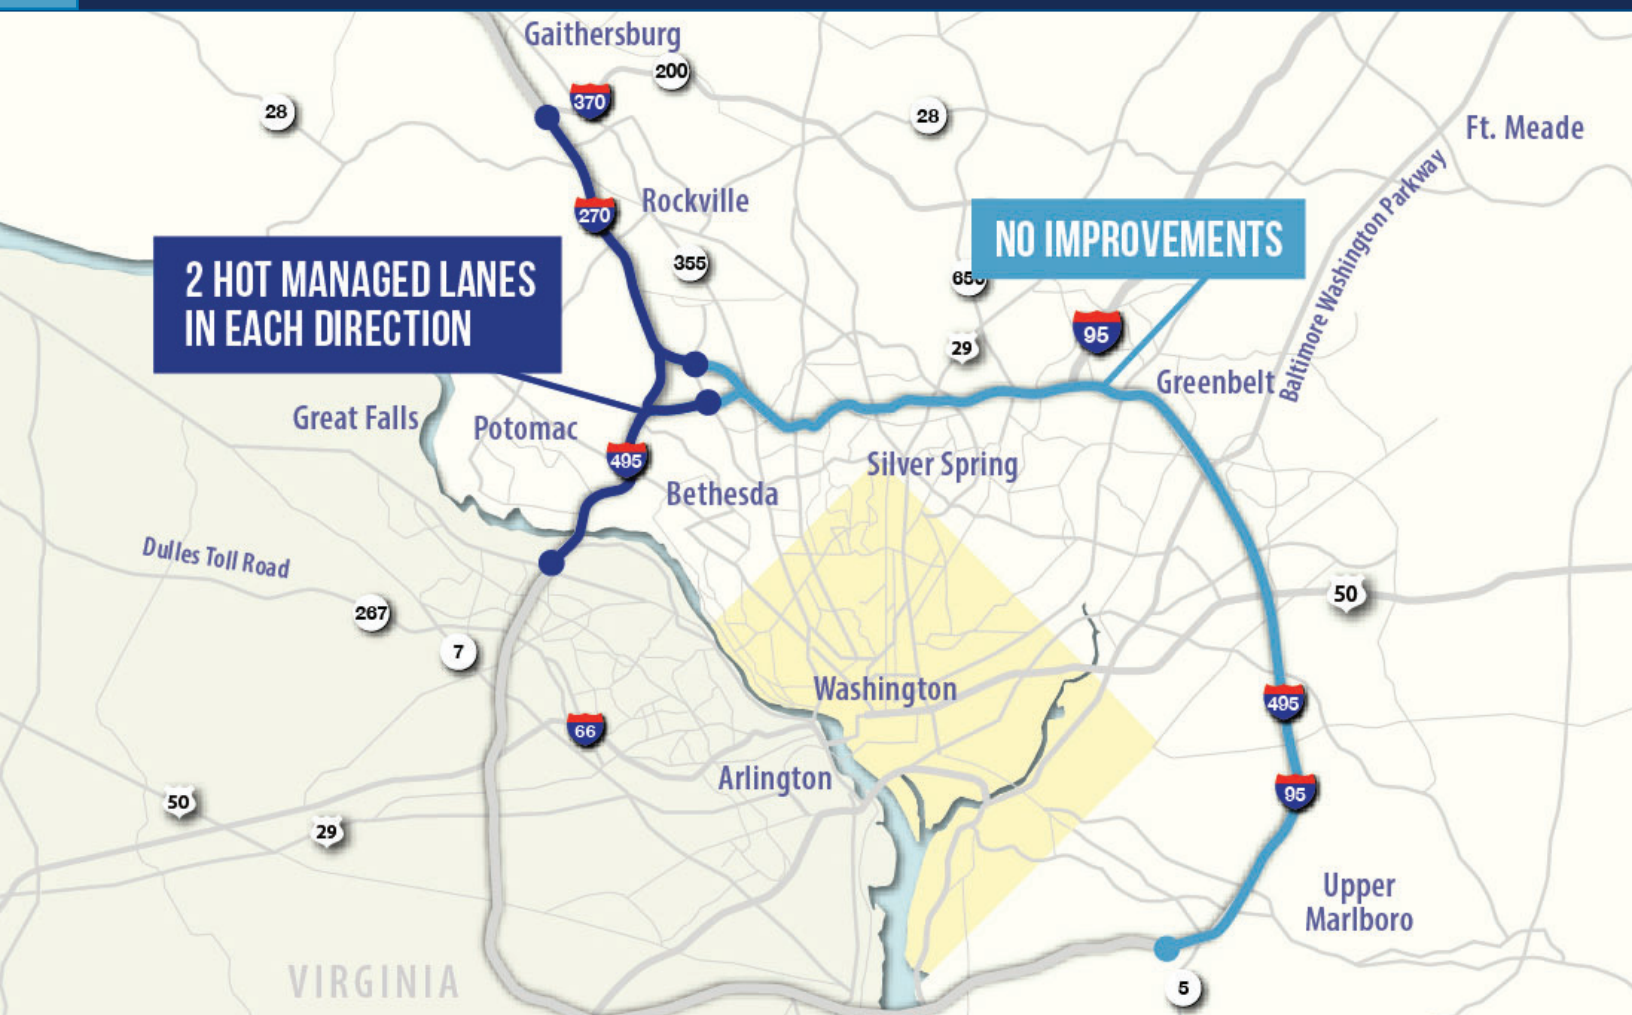 Gaithersburg
200
370
28
28
Ft. Meade
270
Rockville
NO IMPROVEMENTS
355
650
2 HOT MANAGED LANES
IN EACH DIRECTION
Baltimore Washington Parkway
95
29
Greenbelt
Great Falls
Potomac
495
Silver Spring
Bethesda
Dulles Toll Road
50
267
7
Washington
495
66
Arlington
95
50
29
Upper
Marlboro
VIRGINIA
5